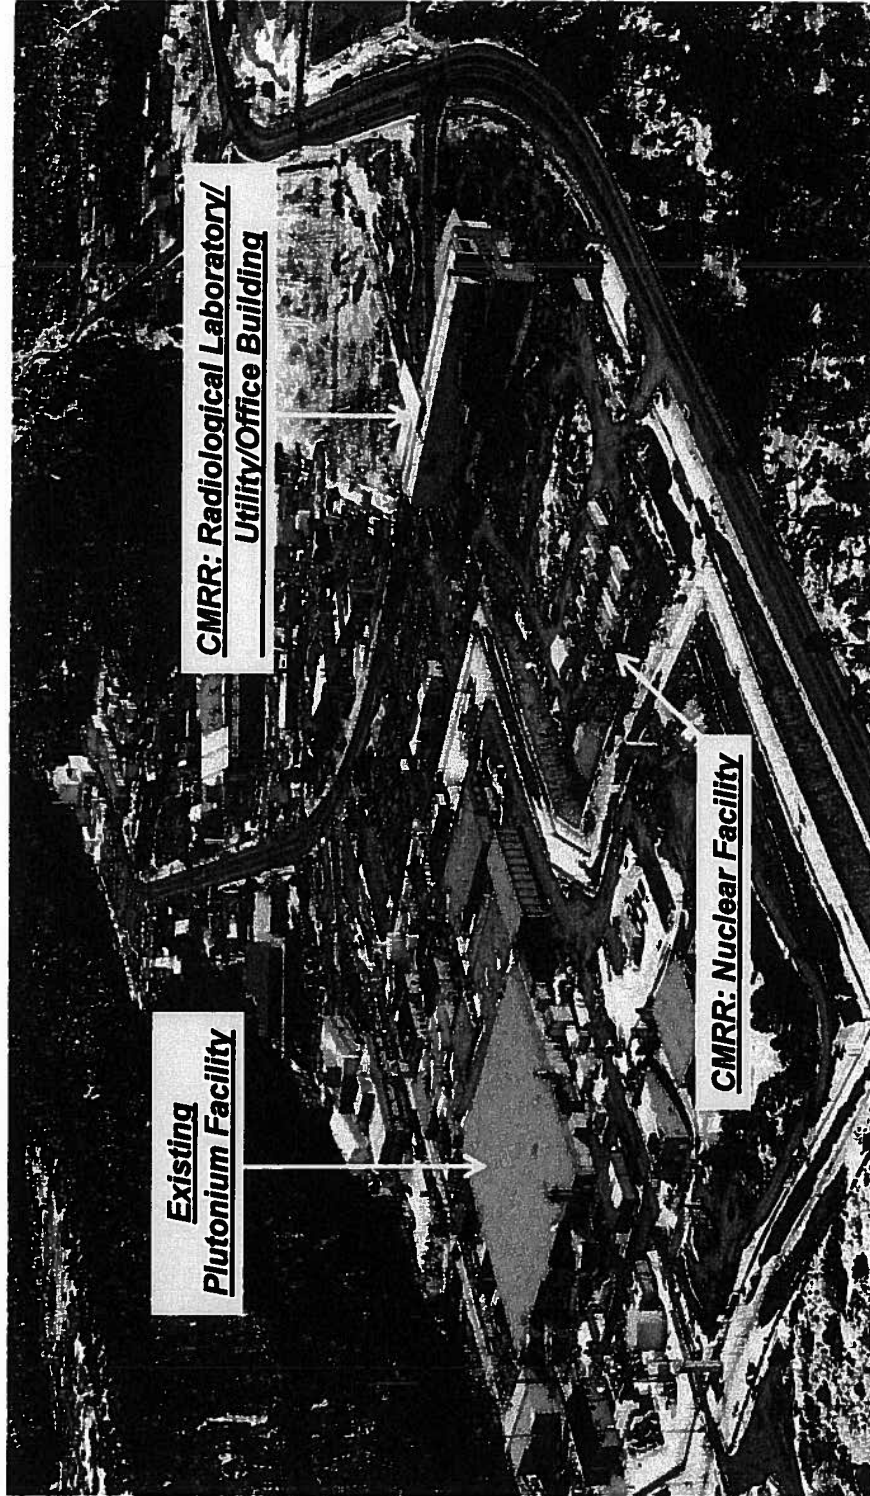 Existing
Plutonium Facility
CMRR: Radiological Laboratory/
Utility/Office Building
CMRR: Nuclear Facility